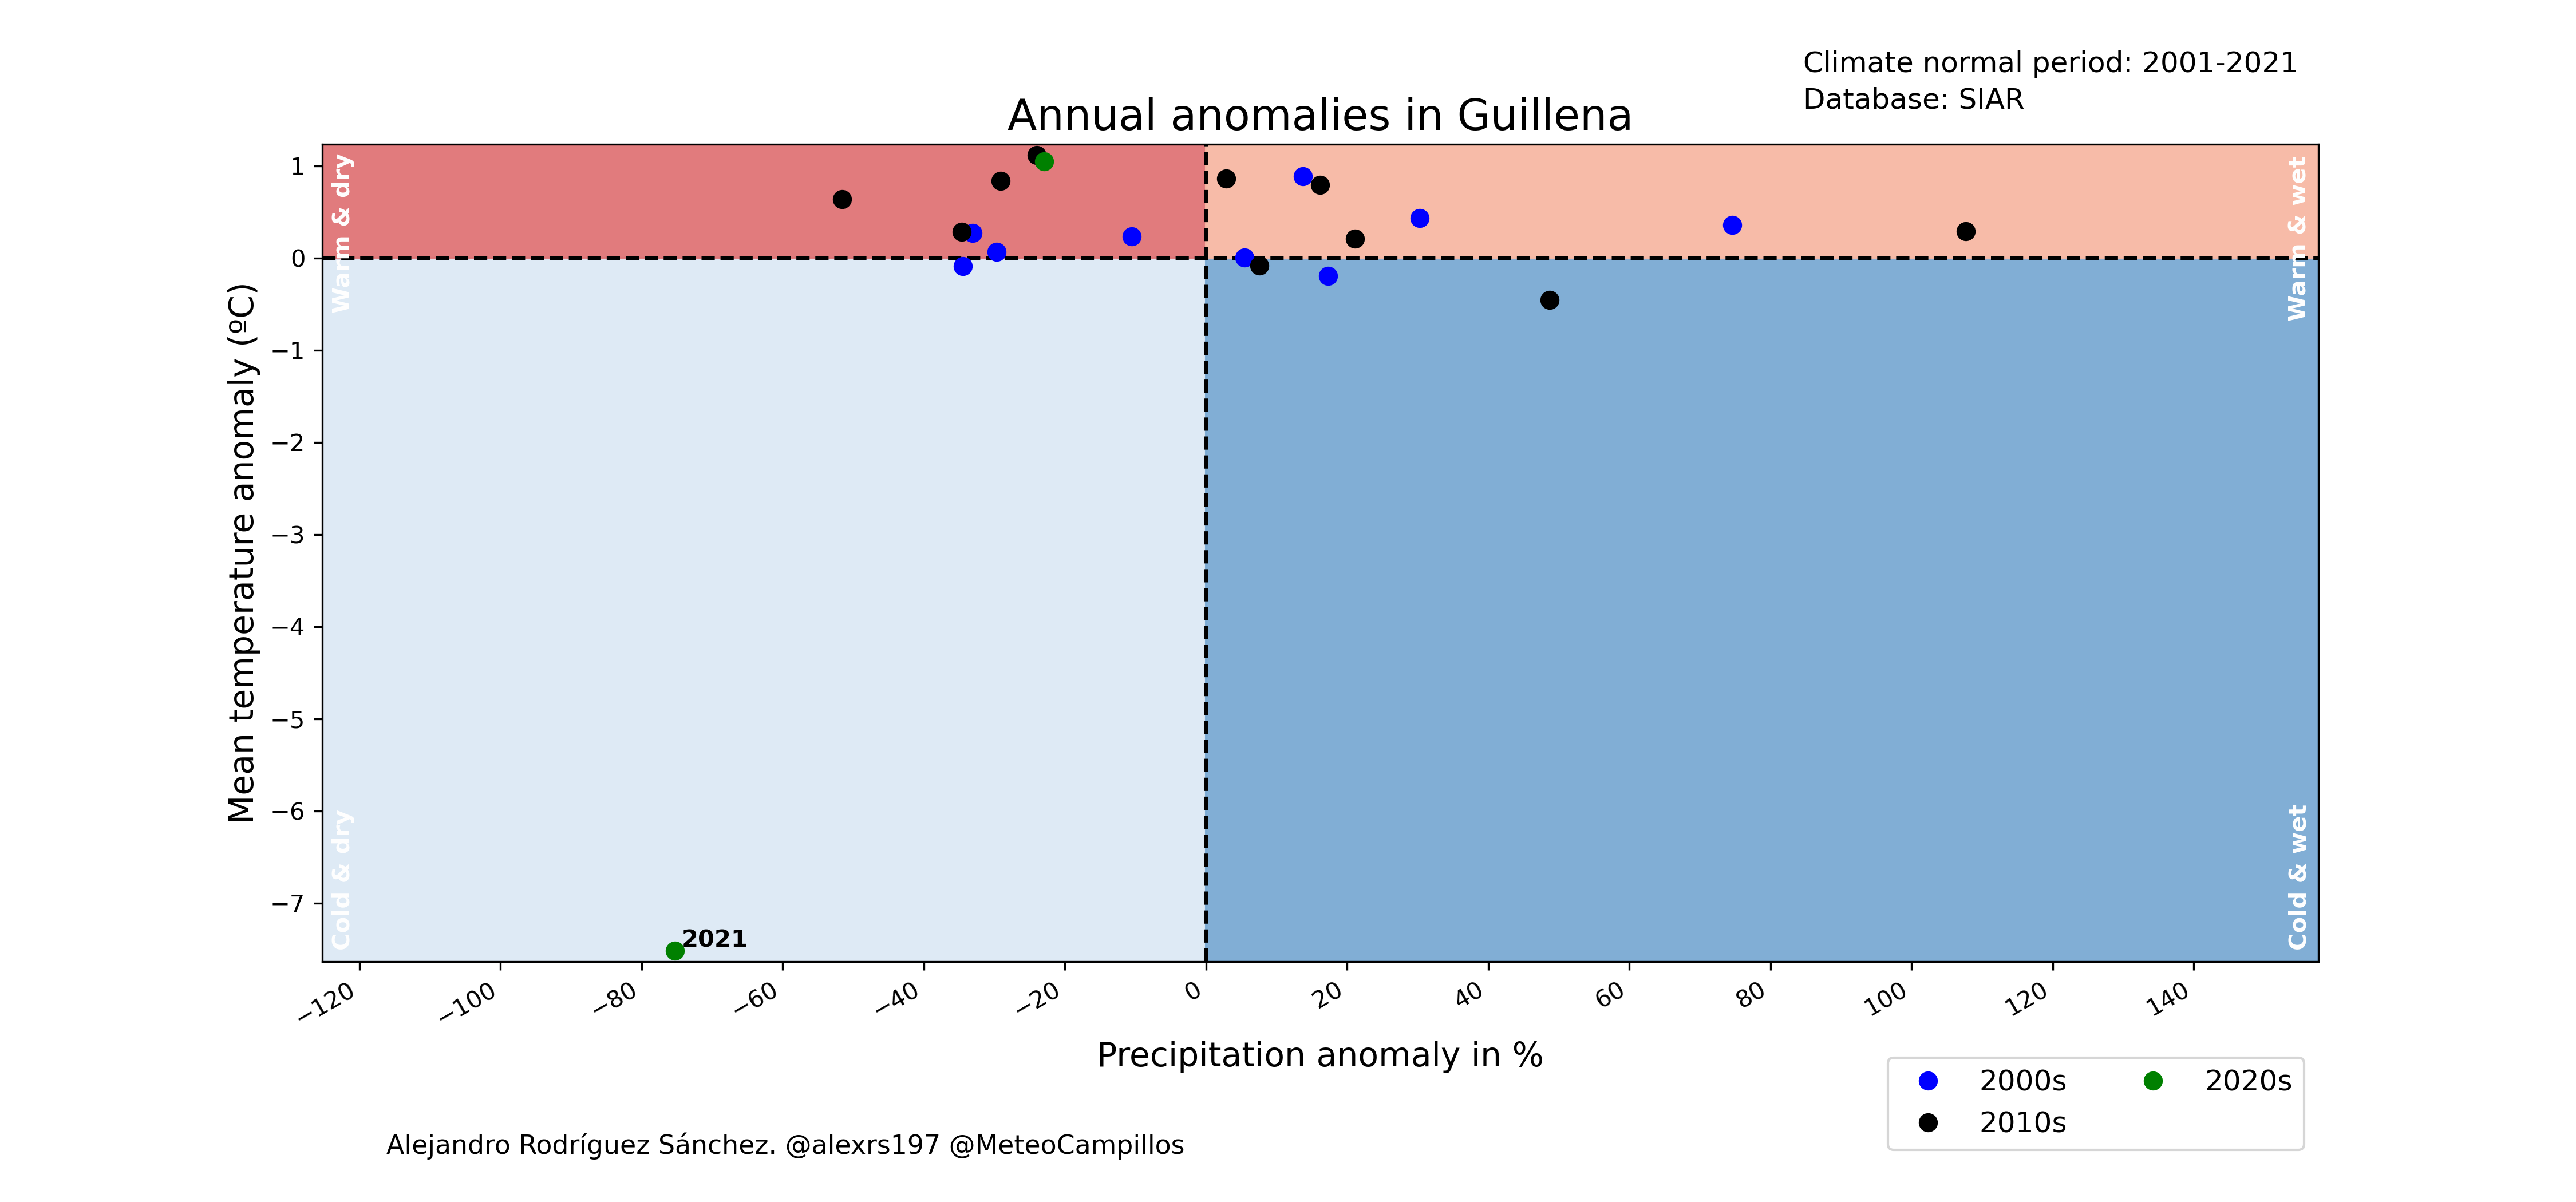 Climate normal period: 2001-2021
Database: SIAR
Annual anomalies in Guillena
Warm & dry
Warm & wet
Cold & dry
Cold & wet
Mean temperature anomaly (ºC)
1
0
−1
−2
−3
−4
−5
−6
−7
2021
−120 −100 −80 −60 −40 −20 0 20 40 60 80 100 120 140
Precipitation anomaly in %
2000s 2020s
2010s
Alejandro Rodríguez Sánchez. @alexrs197 @MeteoCampillos